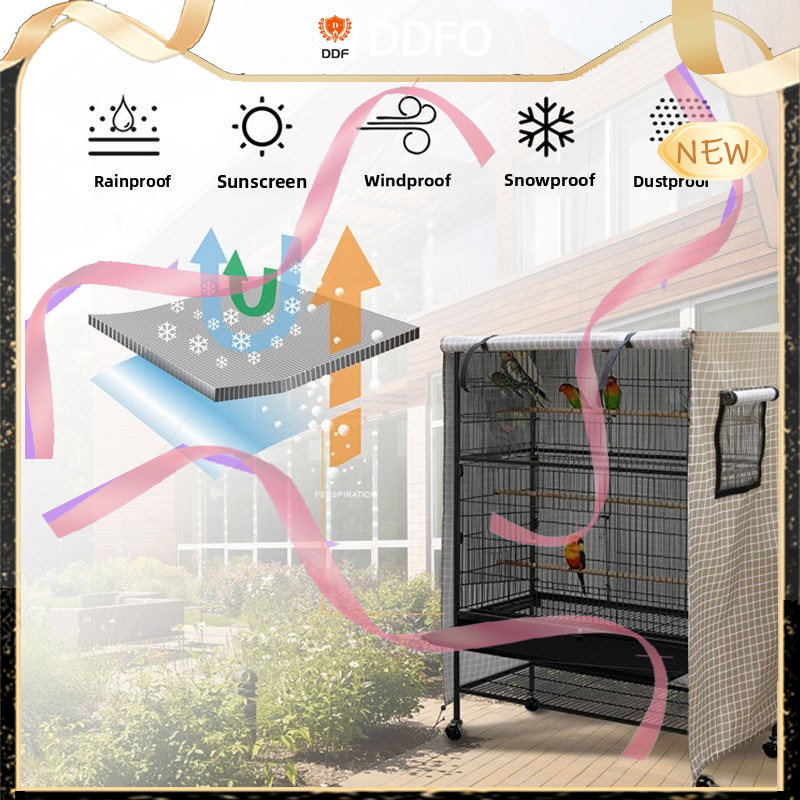 DDFO
DDF
Rainproof
Sunscreen
Windproof
Snowproof
Dustproof
NEW
PERSPIRATION